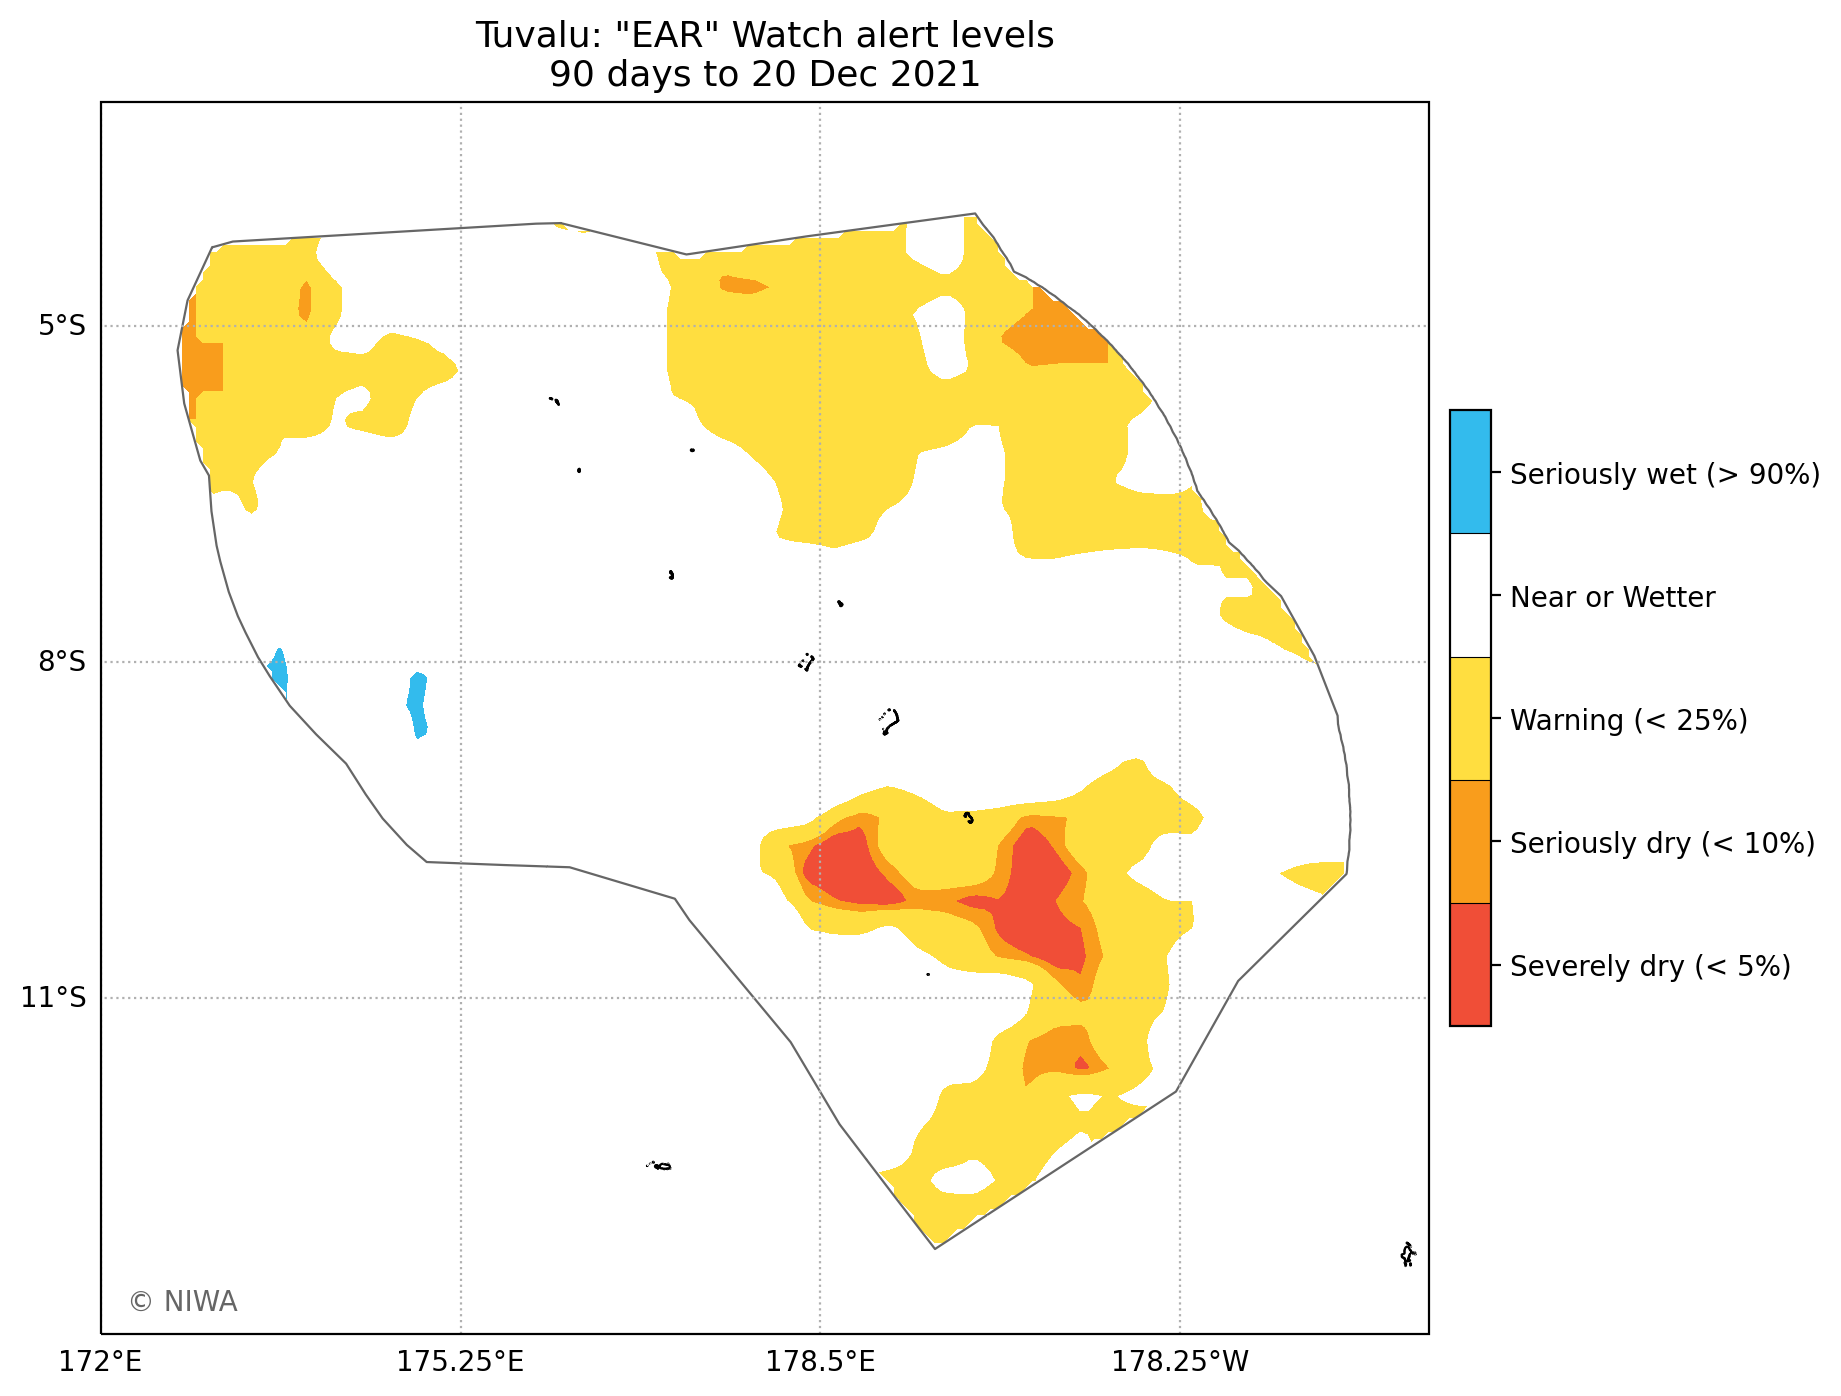 Tuvalu: "EAR" Watch alert levels
90 days to 20 Dec 2021
5°S
8°S
11°S
172°E
175.25°E
178.5°E
178.25°W
Seriously wet (> 90%)
Near or Wetter
Warning (< 25%)
Seriously dry (< 10%)
Severely dry (< 5%)
© NIWA